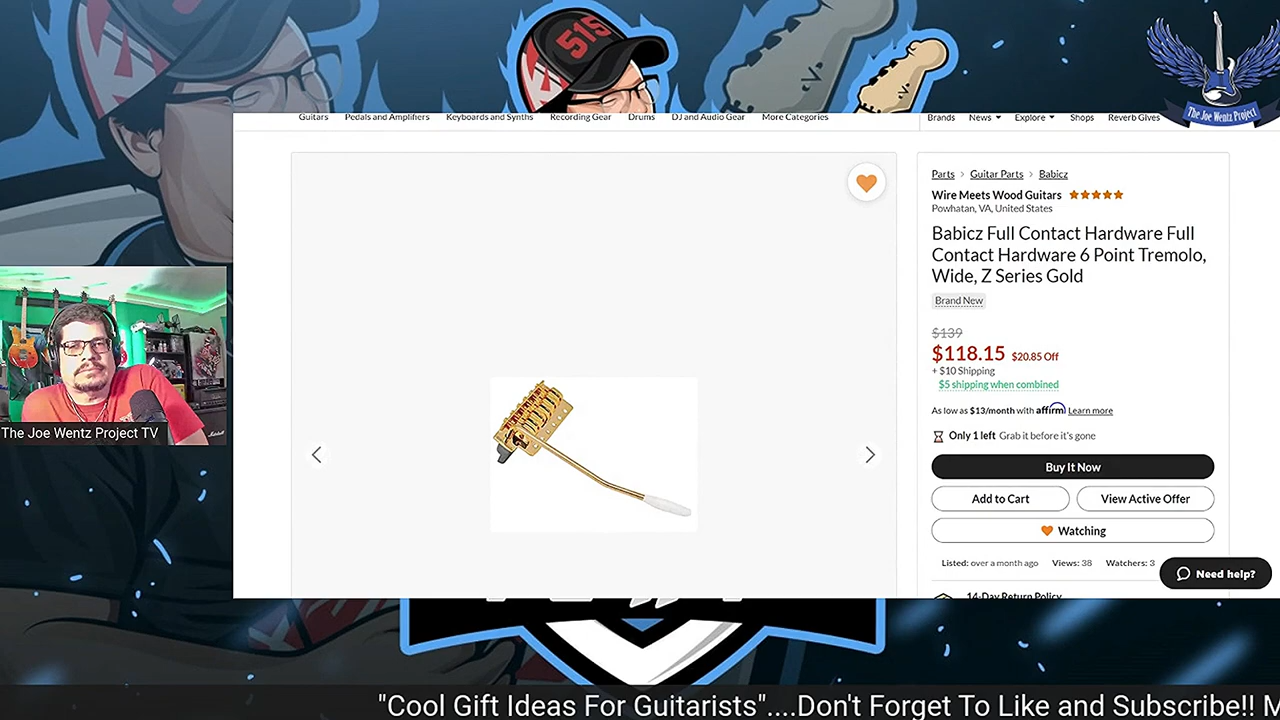 515
The Joe Wentz Project
Guitars Pedals and Amplifiers Keyboards and Synths Recording Gear Drums DJ and Audio Gear More Categories Brands News Explore Shops Reverb Gives
Parts > Guitar Parts > Babicz
Wire Meets Wood Guitars
Powhatan, VA, United States
Babicz Full Contact Hardware Full
Contact Hardware 6 Point Tremolo,
Wide, Z Series Gold
Brand New
$139
$118.15 $20.85 Off
+ $10 Shipping
$5 shipping when combined
As low as $13/month with affirm Learn more
Only 1 left Grab it before it's gone
Buy It Now
Add to Cart View Active Offer
Watching
Listed: over a month ago Views: 38 Watchers: 3
Need help?
14-Day Return Policy
The Joe Wentz Project TV
"Cool Gift Ideas For Guitarists"....Don't Forget To Like and Subscribe!! M